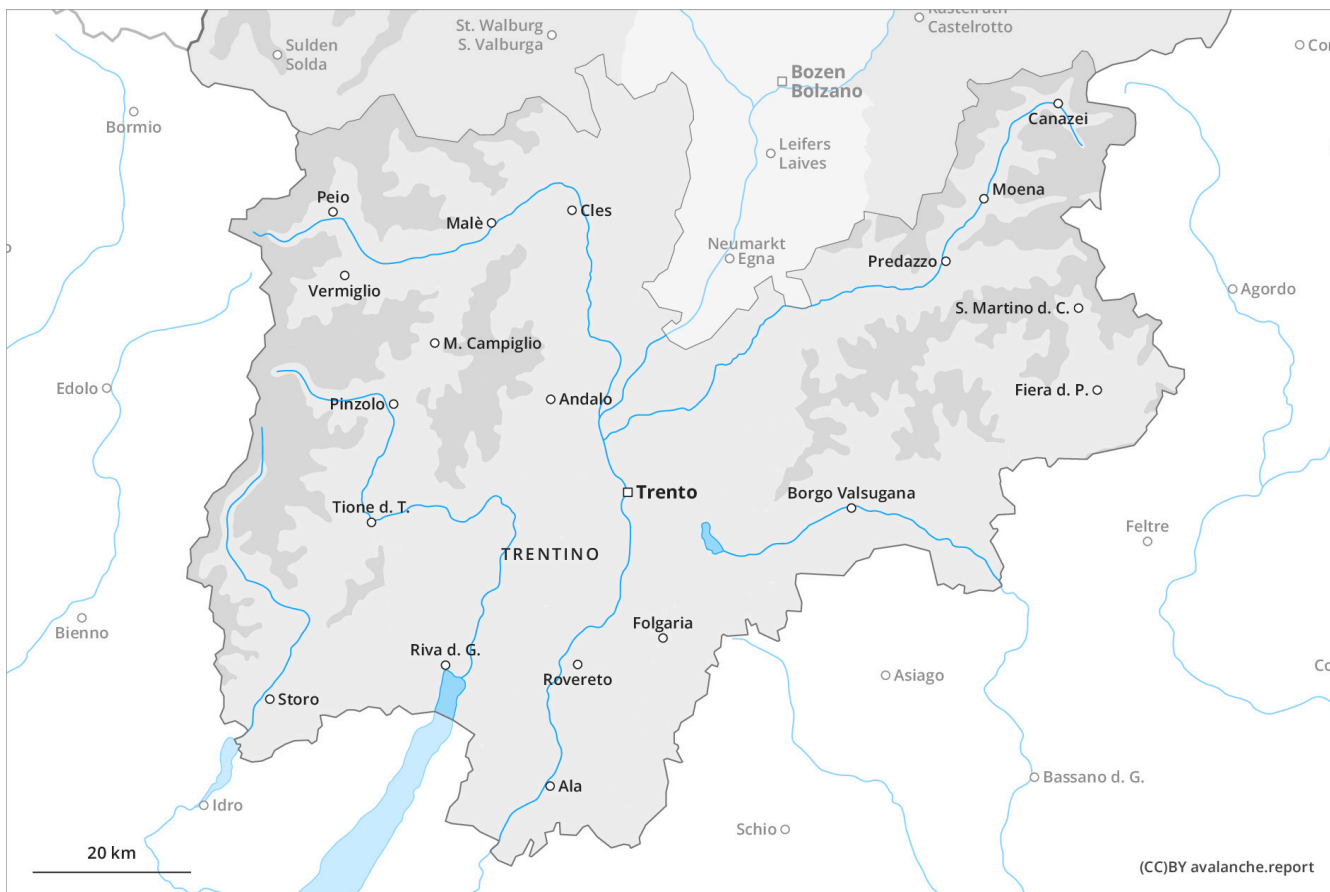 St. Walburg
S. Valburga
Castelrotto
Sulden
Solda
Bozen
Bolzano
Bormio
Canazei
Leifers
Laives
Peio
Malè
Cles
Moena
Neumarkt
Egna
Predazzo
Vermiglio
Agordo
S. Martino d. C.
M. Campiglio
Edolo
Pinzolo
Andalo
Fiera d. P.
Trento
Borgo Valsugana
Tione d. T.
Feltre
TRENTINO
Bienno
Folgaria
Riva d. G.
Rovereto
Asiago
Storo
Idro
Ala
Bassano d. G.
Schio
20 km
(CC)BY avalanche.report